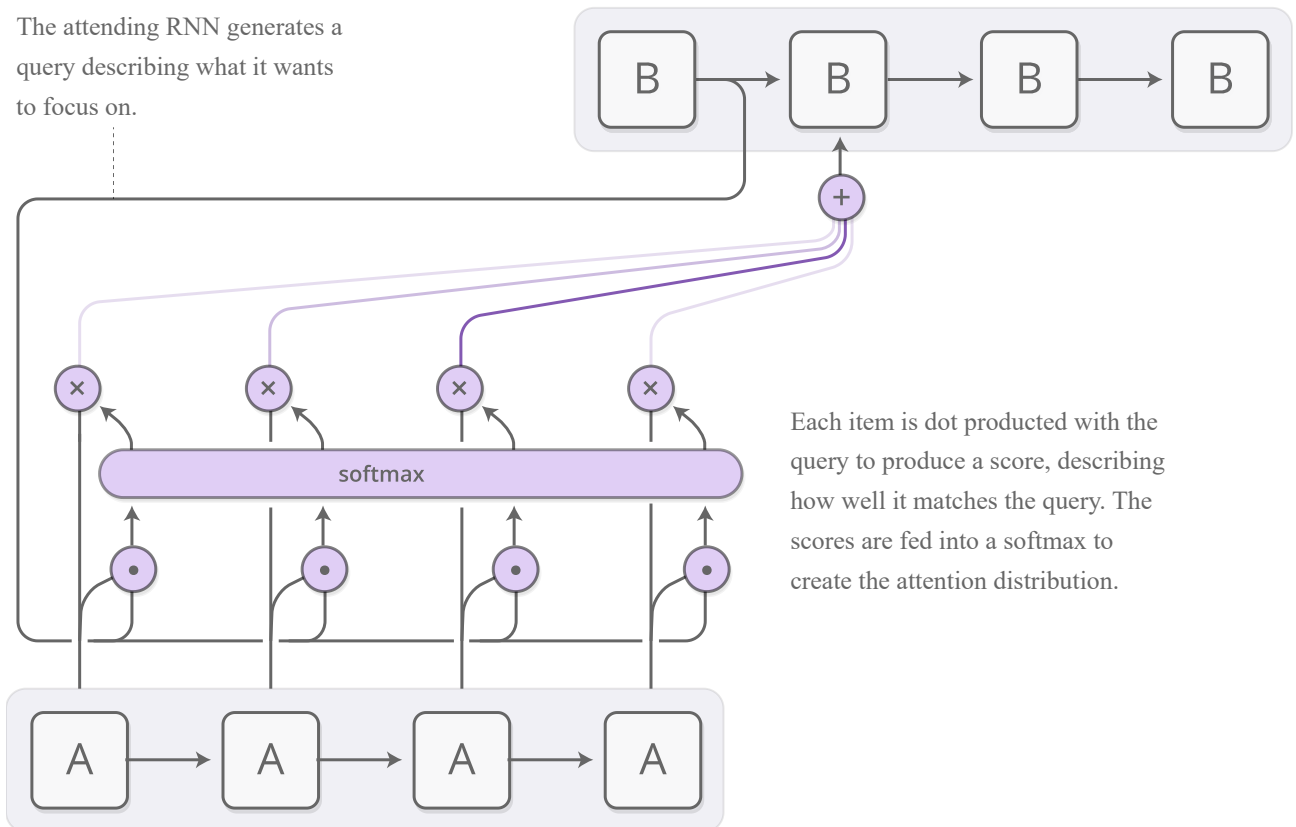 The attending RNN generates a
query describing what it wants
to focus on.
B B B B
+
× × × ×
softmax
Each item is dot producted with the
query to produce a score, describing
how well it matches the query. The
scores are fed into a softmax to
create the attention distribution.
A A A A